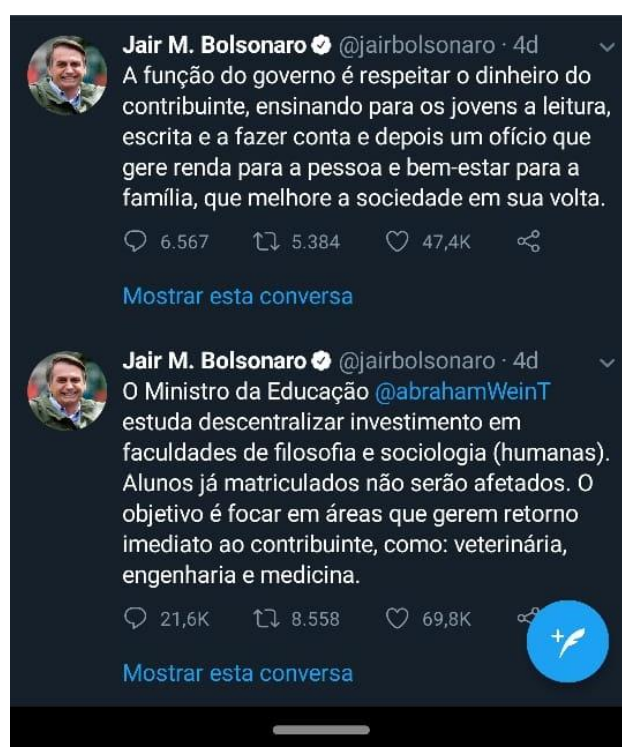 Jair M. Bolsonaro @jairbolsonaro · 4d
A função do governo é respeitar o dinheiro do
contribuinte, ensinando para os jovens a leitura,
escrita e a fazer conta e depois um ofício que
gere renda para a pessoa e bem-estar para a
família, que melhore a sociedade em sua volta.
6.567 5.384 47,4K
Mostrar esta conversa
Jair M. Bolsonaro @jairbolsonaro · 4d
O Ministro da Educação @abrahamWeinT
estuda descentralizar investimento em
faculdades de filosofia e sociologia (humanas).
Alunos já matriculados não serão afetados. O
objetivo é focar em áreas que gerem retorno
imediato ao contribuinte, como: veterinária,
engenharia e medicina.
21,6K 8.558 69,8K
Mostrar esta conversa